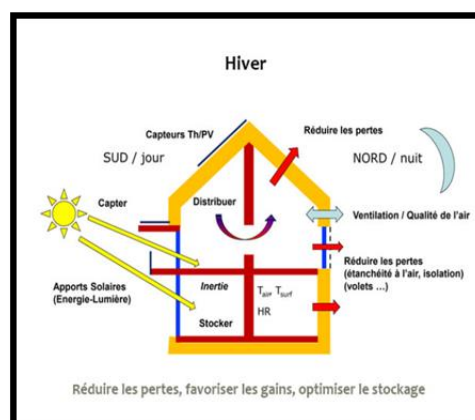 Hiver
Capteurs Th/PV
Réduire les pertes
SUD / jour
NORD / nuit
Capter
Distribuer
Ventilation / Qualité de l'air
Réduire les pertes
(étanchéité à l'air, isolation)
(volets ...)
Apports Solaires
(Energie-Lumière)
Inertie
Tair, Tsurf
HR
Stocker
Réduire les pertes, favoriser les gains, optimiser le stockage